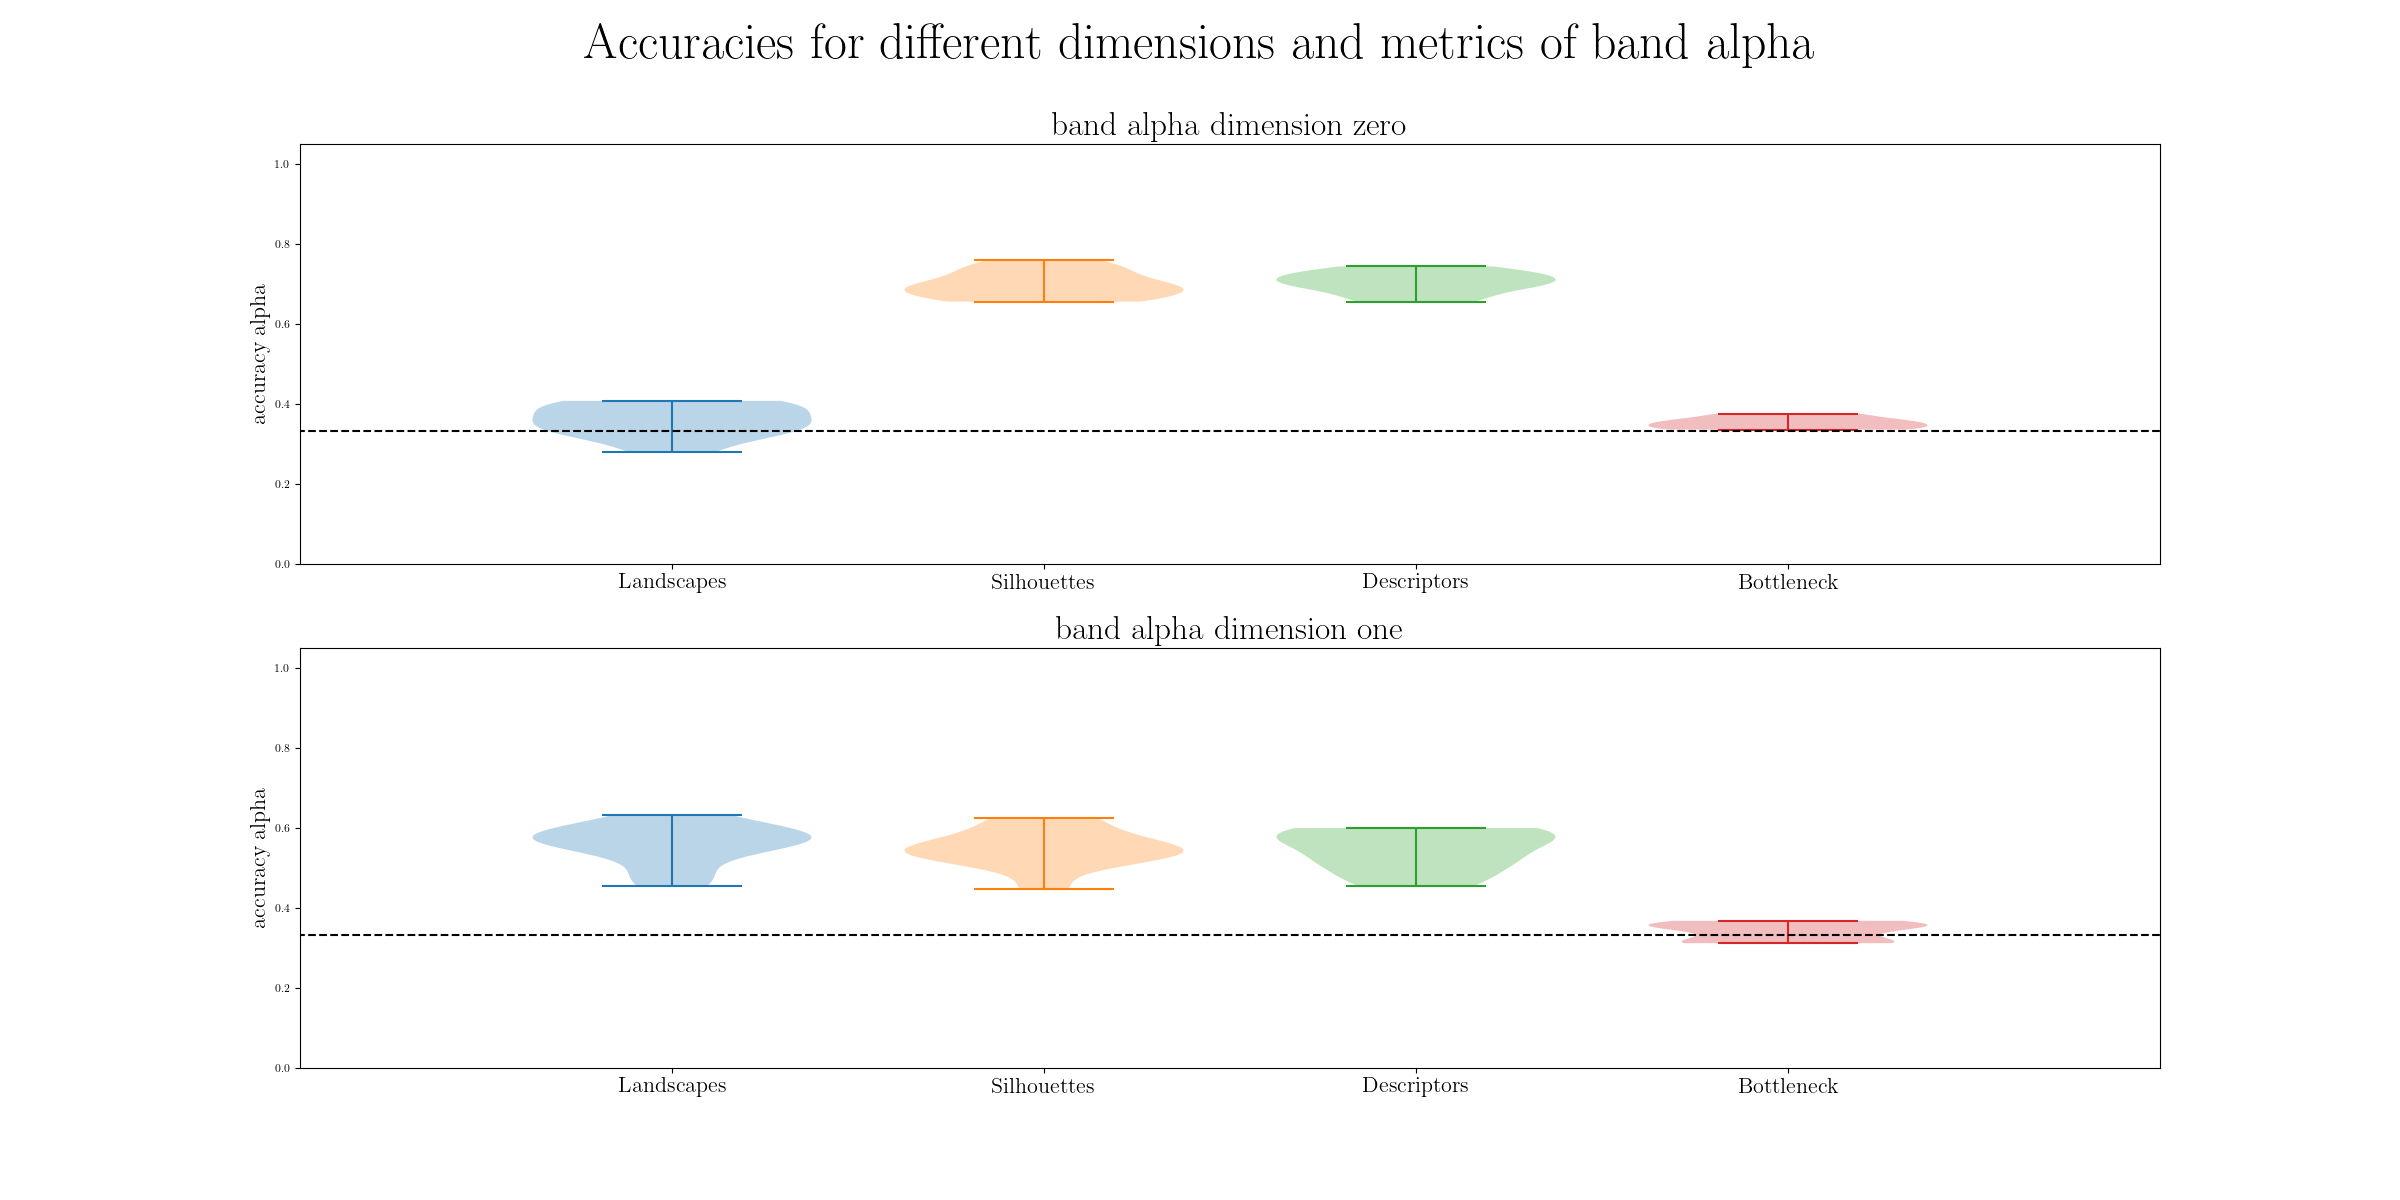 Accuracies for different dimensions and metrics of band alpha
band alpha dimension zero
accuracy alpha
1.0
0.8
0.6
0.4
0.2
0.0
Landscapes Silhouettes Descriptors Bottleneck
band alpha dimension one
accuracy alpha
1.0
0.8
0.6
0.4
0.2
0.0
Landscapes Silhouettes Descriptors Bottleneck